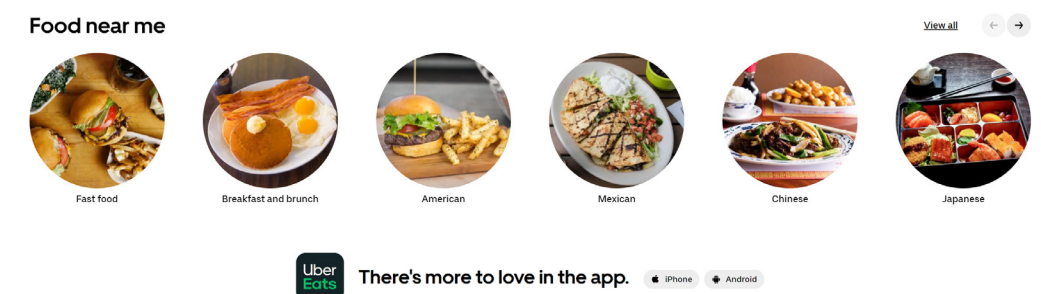 Food near me
View all
Fast food
Breakfast and brunch
American
Mexican
Chinese
Japanese
Uber
Eats
There's more to love in the app.
iPhone
Android